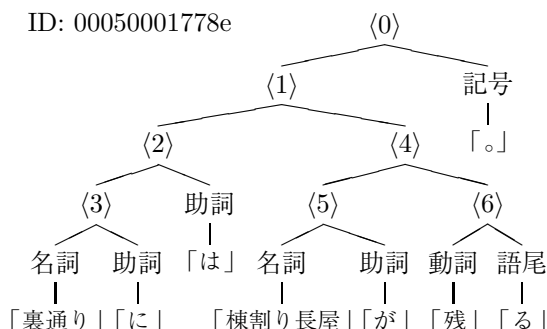 ID: 00050001778e
⟨0⟩
⟨1⟩ 記号
⟨2⟩ ⟨4⟩ 「。」
⟨3⟩ 助詞 ⟨5⟩ ⟨6⟩
名詞 助詞 「は」 名詞 助詞 動詞 語尾
「裏通り」「に」 「棟割り長屋」「が」 「残」 「る」